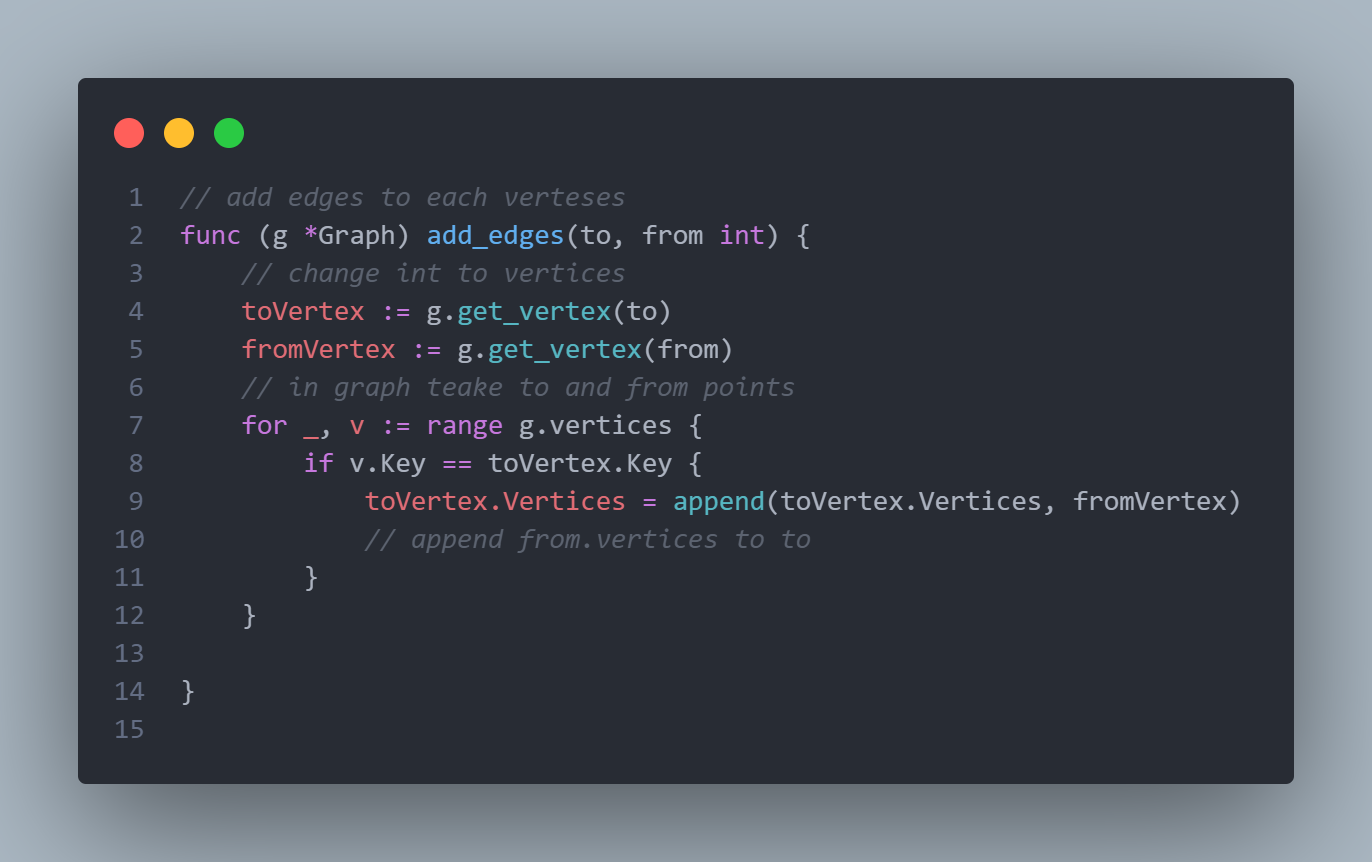 1 // add edges to each verteses
2 func (g *Graph) add_edges(to, from int) {
3     // change int to vertices
4     toVertex := g.get_vertex(to)
5     fromVertex := g.get_vertex(from)
6     // in graph teake to and from points
7     for _, v := range g.vertices {
8         if v.Key == toVertex.Key {
9             toVertex.Vertices = append(toVertex.Vertices, fromVertex)
10             // append from.vertices to to
11         }
12     }
13
14 }
15